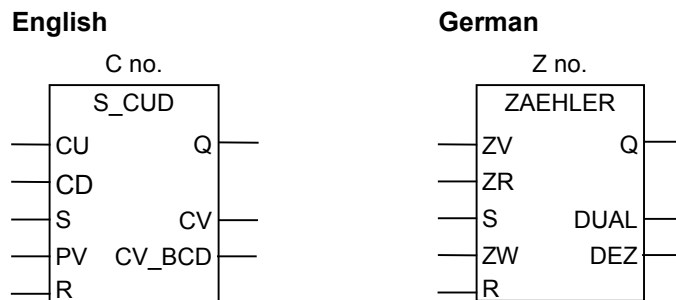 English
C no.
S_CUD
CU Q
CD
S CV
PV CV_BCD
R
German
Z no.
ZAEHLER
ZV Q
ZR
S DUAL
ZW DEZ
R